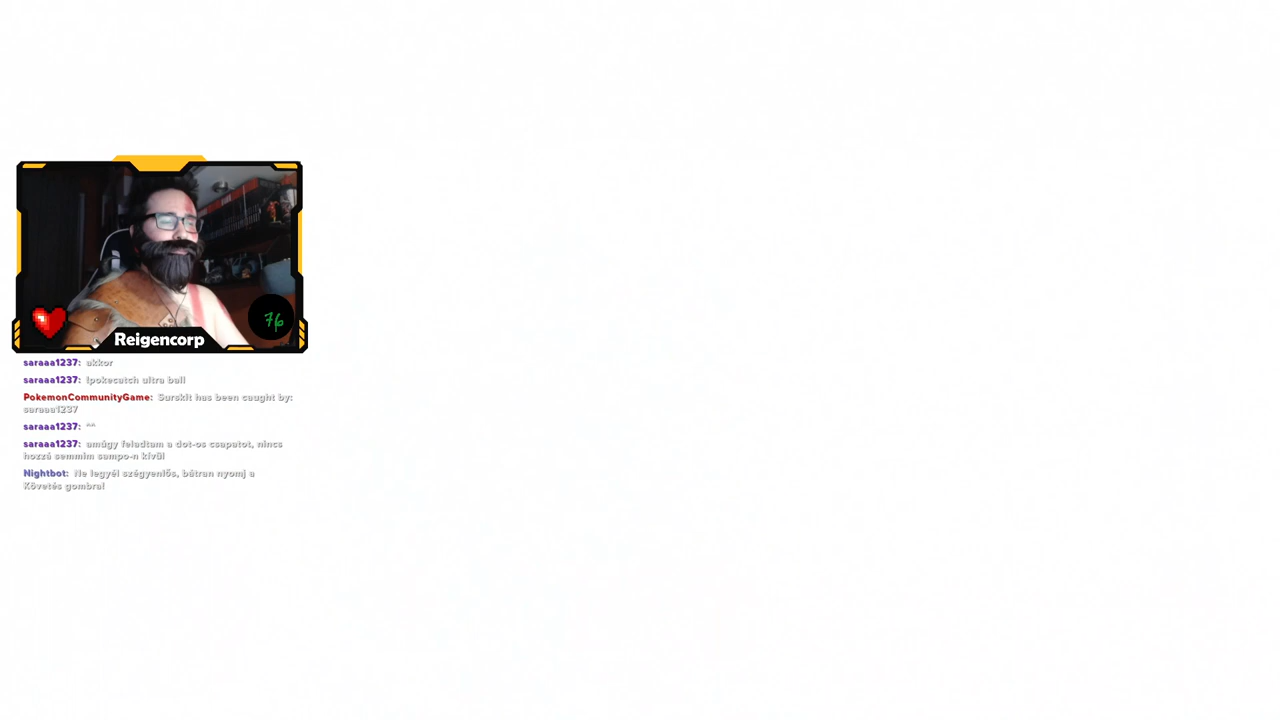 76
Reigencorp
saraaa1237: akkor
saraaa1237: !pokecatch ultra ball
PokemonCommunityGame: Surskit has been caught by:
saraaa1237
saraaa1237: ^^
saraaa1237: amúgy feladtam a dot-os csapatot, nincs
hozzá semmim sampo-n kívül
Nightbot: Ne legyél szégyenlős, bátran nyomj a
Követés gombra!